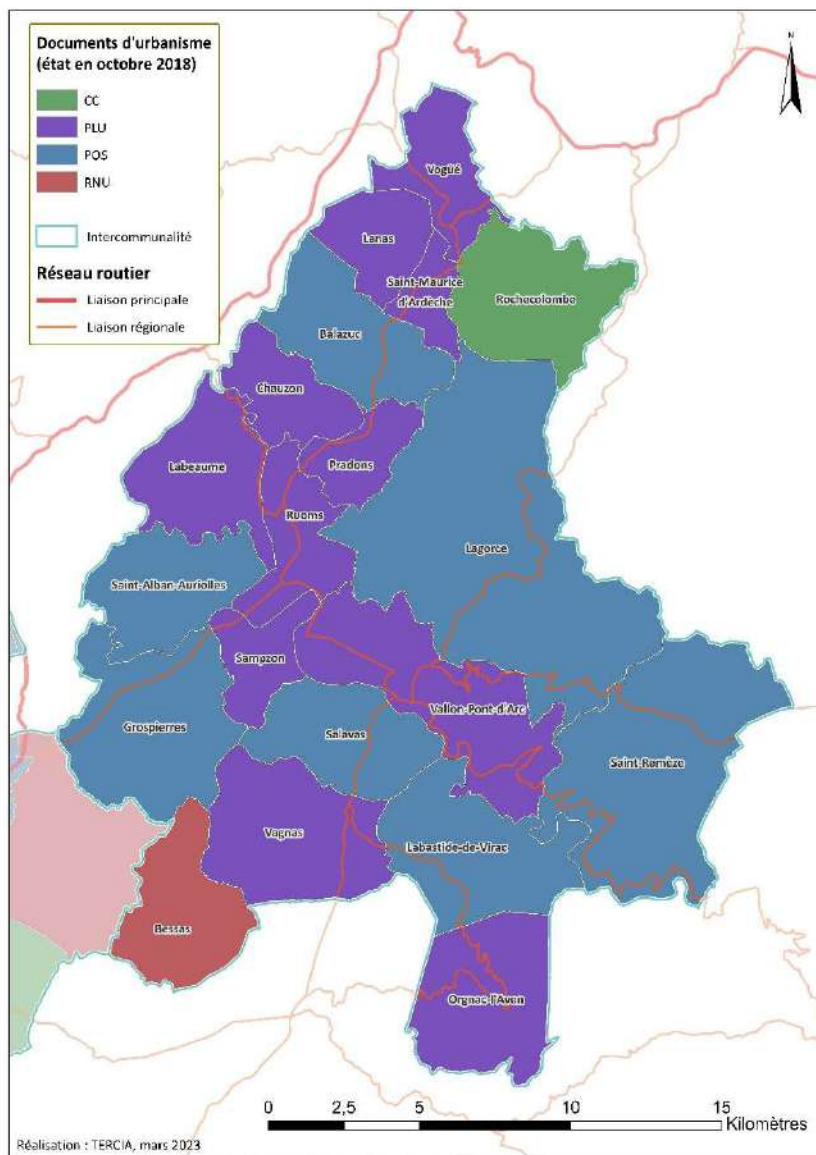 Documents d'urbanisme
(état en octobre 2018)
CC
PLU
POS
RNU
Intercommunalité
Réseau routier
Liaison principale
Liaison régionale
N
Vogüé
Lanas
Saint-Maurice
d'Ardèche
Rochecolombe
Balazuc
Chauzon
Labeaume
Pradons
Ruoms
Lagorce
Saint-Alban-Auriolles
Sampzon
Grospierres
Salavas
Vallon-Pont-d'Arc
Saint-Remèze
Vagnas
Labastide-de-Virac
Bessas
Orgnac-l'Aven
0 2,5 5 10 15
Kilomètres
Réalisation : TERCIA, mars 2023